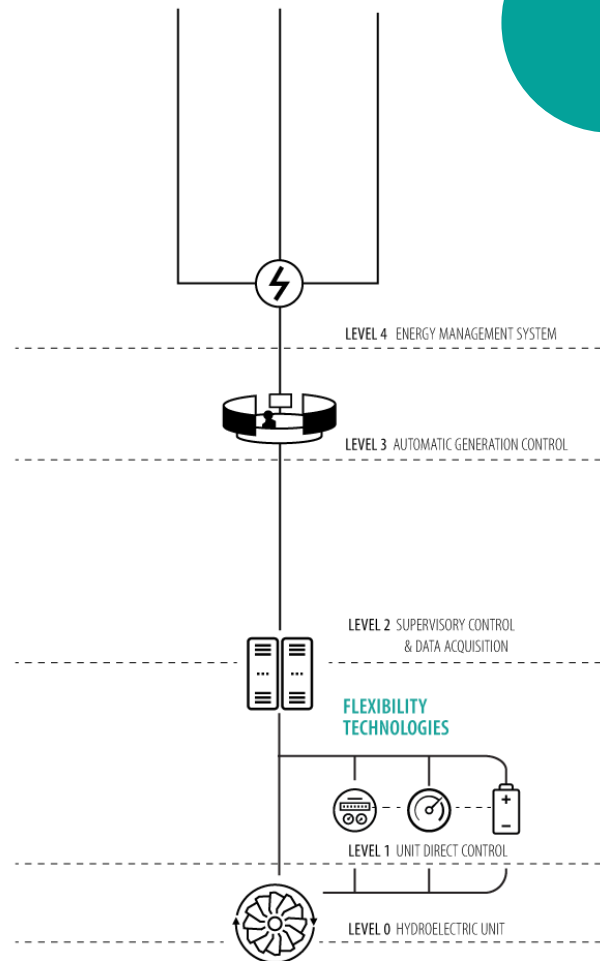 LEVEL 4 ENERGY MANAGEMENT SYSTEM
LEVEL 3 AUTOMATIC GENERATION CONTROL
LEVEL 2 SUPERVISORY CONTROL
& DATA ACQUISITION
FLEXIBILITY
TECHNOLOGIES
LEVEL 1 UNIT DIRECT CONTROL
LEVEL 0 HYDROELECTRIC UNIT